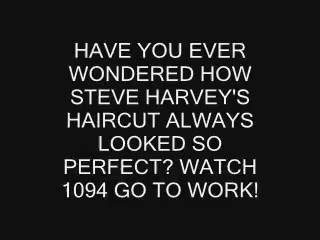 HAVE YOU EVER
WONDERED HOW
STEVE HARVEY'S
HAIRCUT ALWAYS
LOOKED SO
PERFECT? WATCH
1094 GO TO WORK!